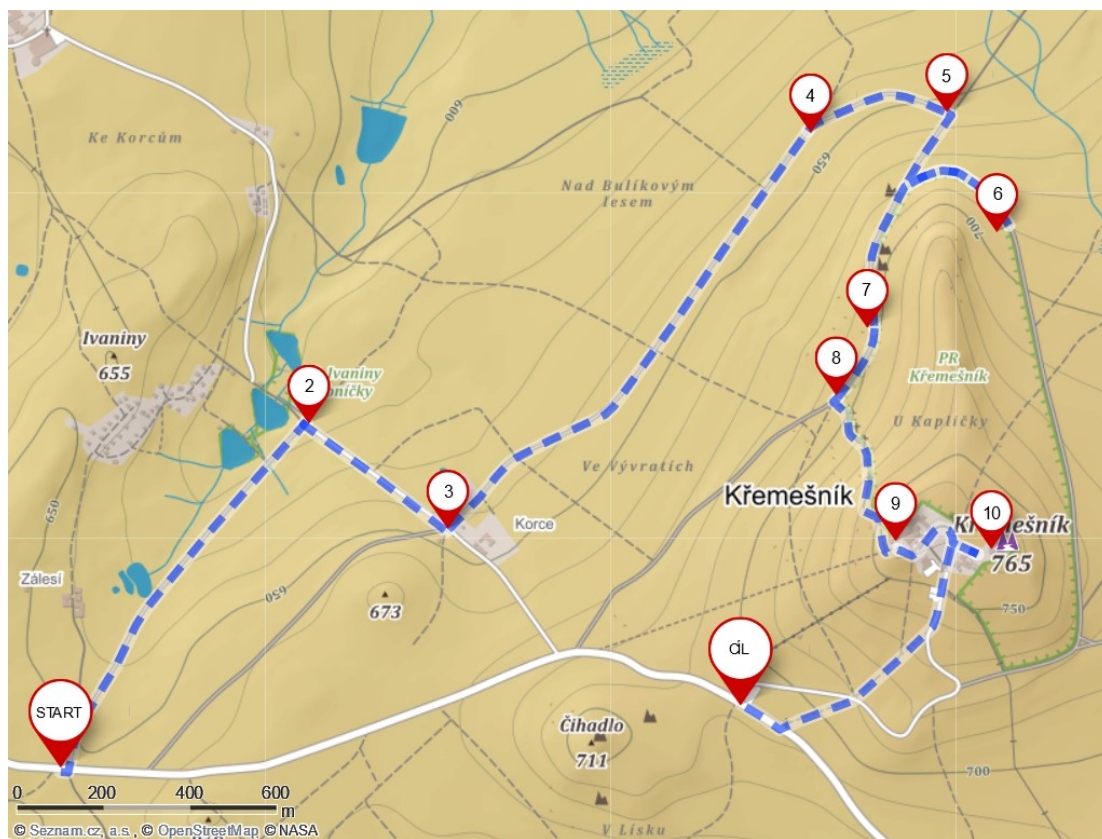 Ke Korcům
600
4
5
Nad Bulíkovým
lesem
650
6
700
7
Ivaniny
655
8
PR
Křemešník
2
Ivaniny
U Kapličky
Ve Vývratích
Křemešník
3
Korce
9
10
Křemešník
765
650
Zálesí
650
673
750
CÍL
START
Čihadlo
711
700
0 200 400 600
m
V Lísku
© Seznam.cz, a.s., © OpenStreetMap © NASA